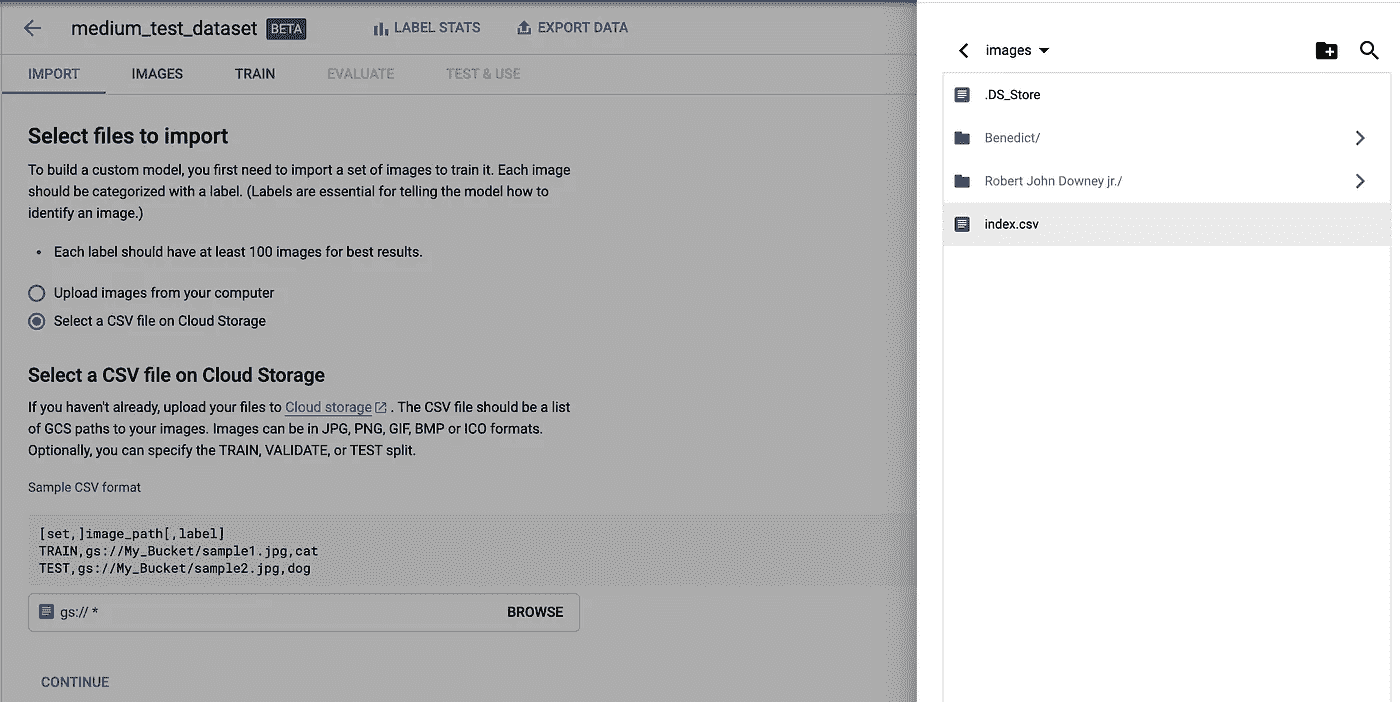 medium_test_dataset BETA LABEL STATS EXPORT DATA
IMPORT IMAGES TRAIN EVALUATE TEST & USE
Select files to import
To build a custom model, you first need to import a set of images to train it. Each image
should be categorized with a label. (Labels are essential for telling the model how to
identify an image.)
• Each label should have at least 100 images for best results.
Upload images from your computer
Select a CSV file on Cloud Storage
Select a CSV file on Cloud Storage
If you haven't already, upload your files to Cloud storage . The CSV file should be a list
of GCS paths to your images. Images can be in JPG, PNG, GIF, BMP or ICO formats.
Optionally, you can specify the TRAIN, VALIDATE, or TEST split.
Sample CSV format
[set,]image_path[,label]
TRAIN,gs://My_Bucket/sample1.jpg,cat
TEST,gs://My_Bucket/sample2.jpg,dog
gs:// * BROWSE
CONTINUE
images
.DS_Store
Benedict/
Robert John Downey jr./
index.csv